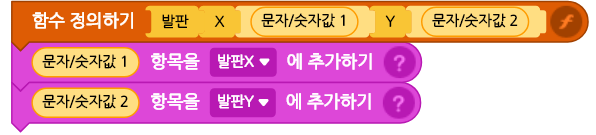 함수 정의하기 발판 X 문자/숫자값 1 Y 문자/숫자값 2
문자/숫자값 1 항목을 발판X ▼ 에 추가하기 ?
문자/숫자값 2 항목을 발판Y ▼ 에 추가하기 ?